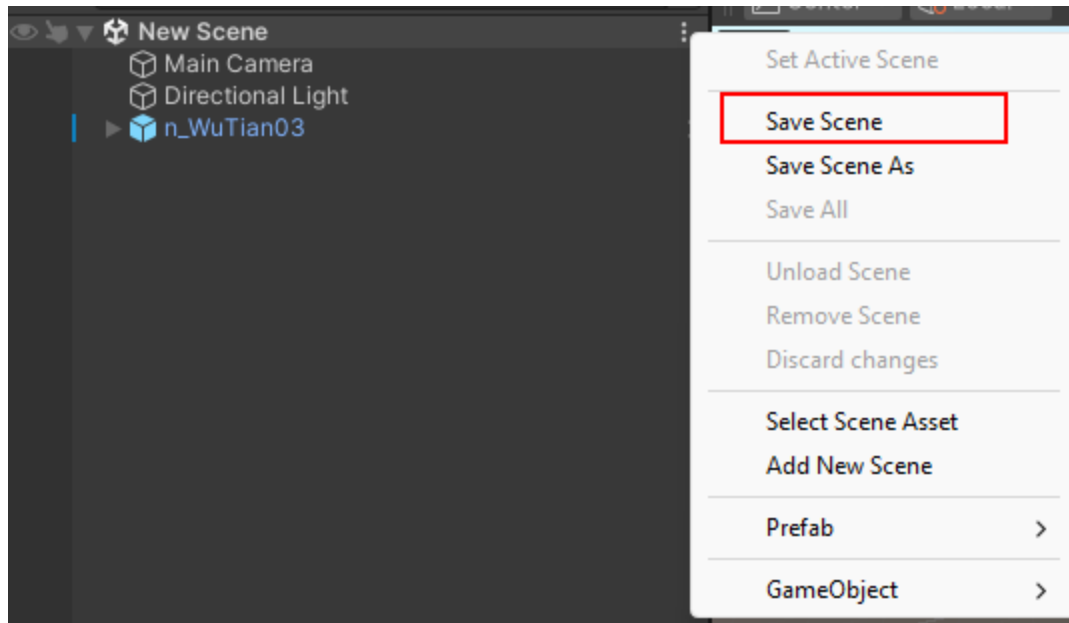 New Scene
Main Camera
Directional Light
n_WuTian03
Set Active Scene
Save Scene
Save Scene As
Save All
Unload Scene
Remove Scene
Discard changes
Select Scene Asset
Add New Scene
Prefab
GameObject